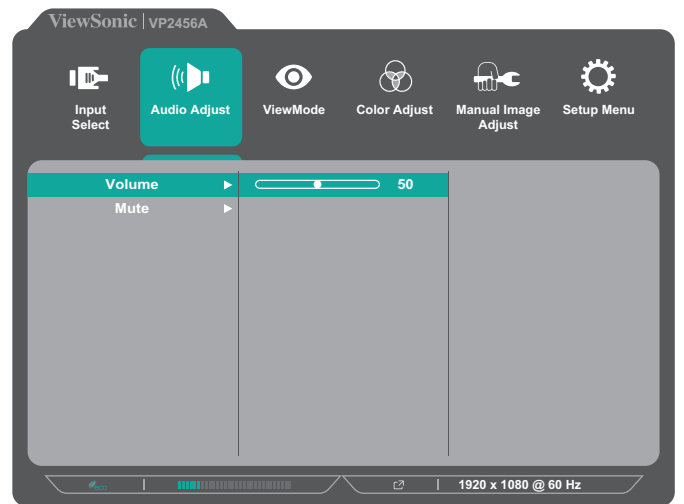 ViewSonic | VP2456A
Input Select
Audio Adjust
ViewMode
Color Adjust
Manual Image Adjust
Setup Menu
Volume
50
Mute
eco
1920 x 1080 @ 60 Hz